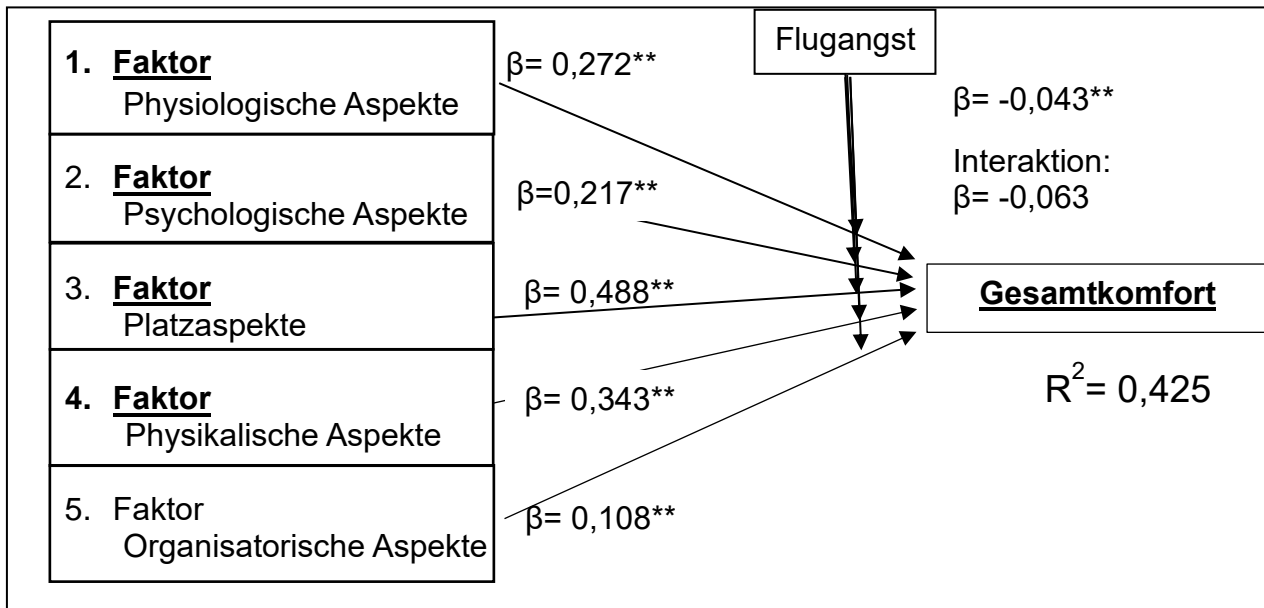 1. Faktor
Physiologische Aspekte
2. Faktor
Psychologische Aspekte
3. Faktor
Platzaspekte
4. Faktor
Physikalische Aspekte
5. Faktor
Organisatorische Aspekte
β= 0,272**
β=0,217**
β= 0,488**
β= 0,343**
β= 0,108**
Flugangst
β= -0,043**
Interaktion:
β= -0,063
Gesamtkomfort
R²= 0,425